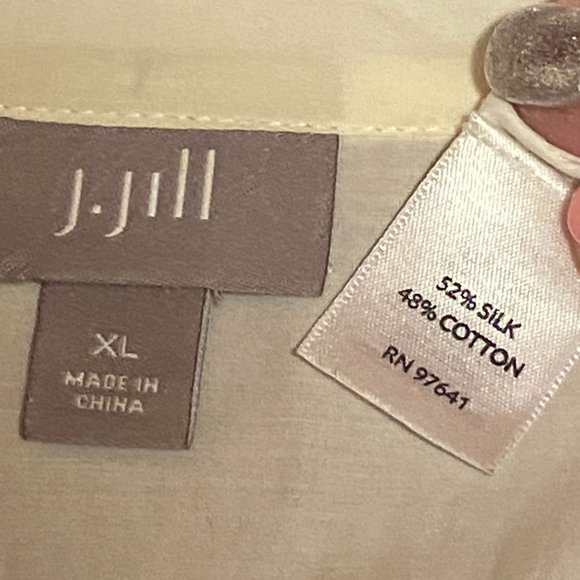 J.Jill
XL
MADE IN
CHINA
52% SILK
48% COTTON
RN 97641